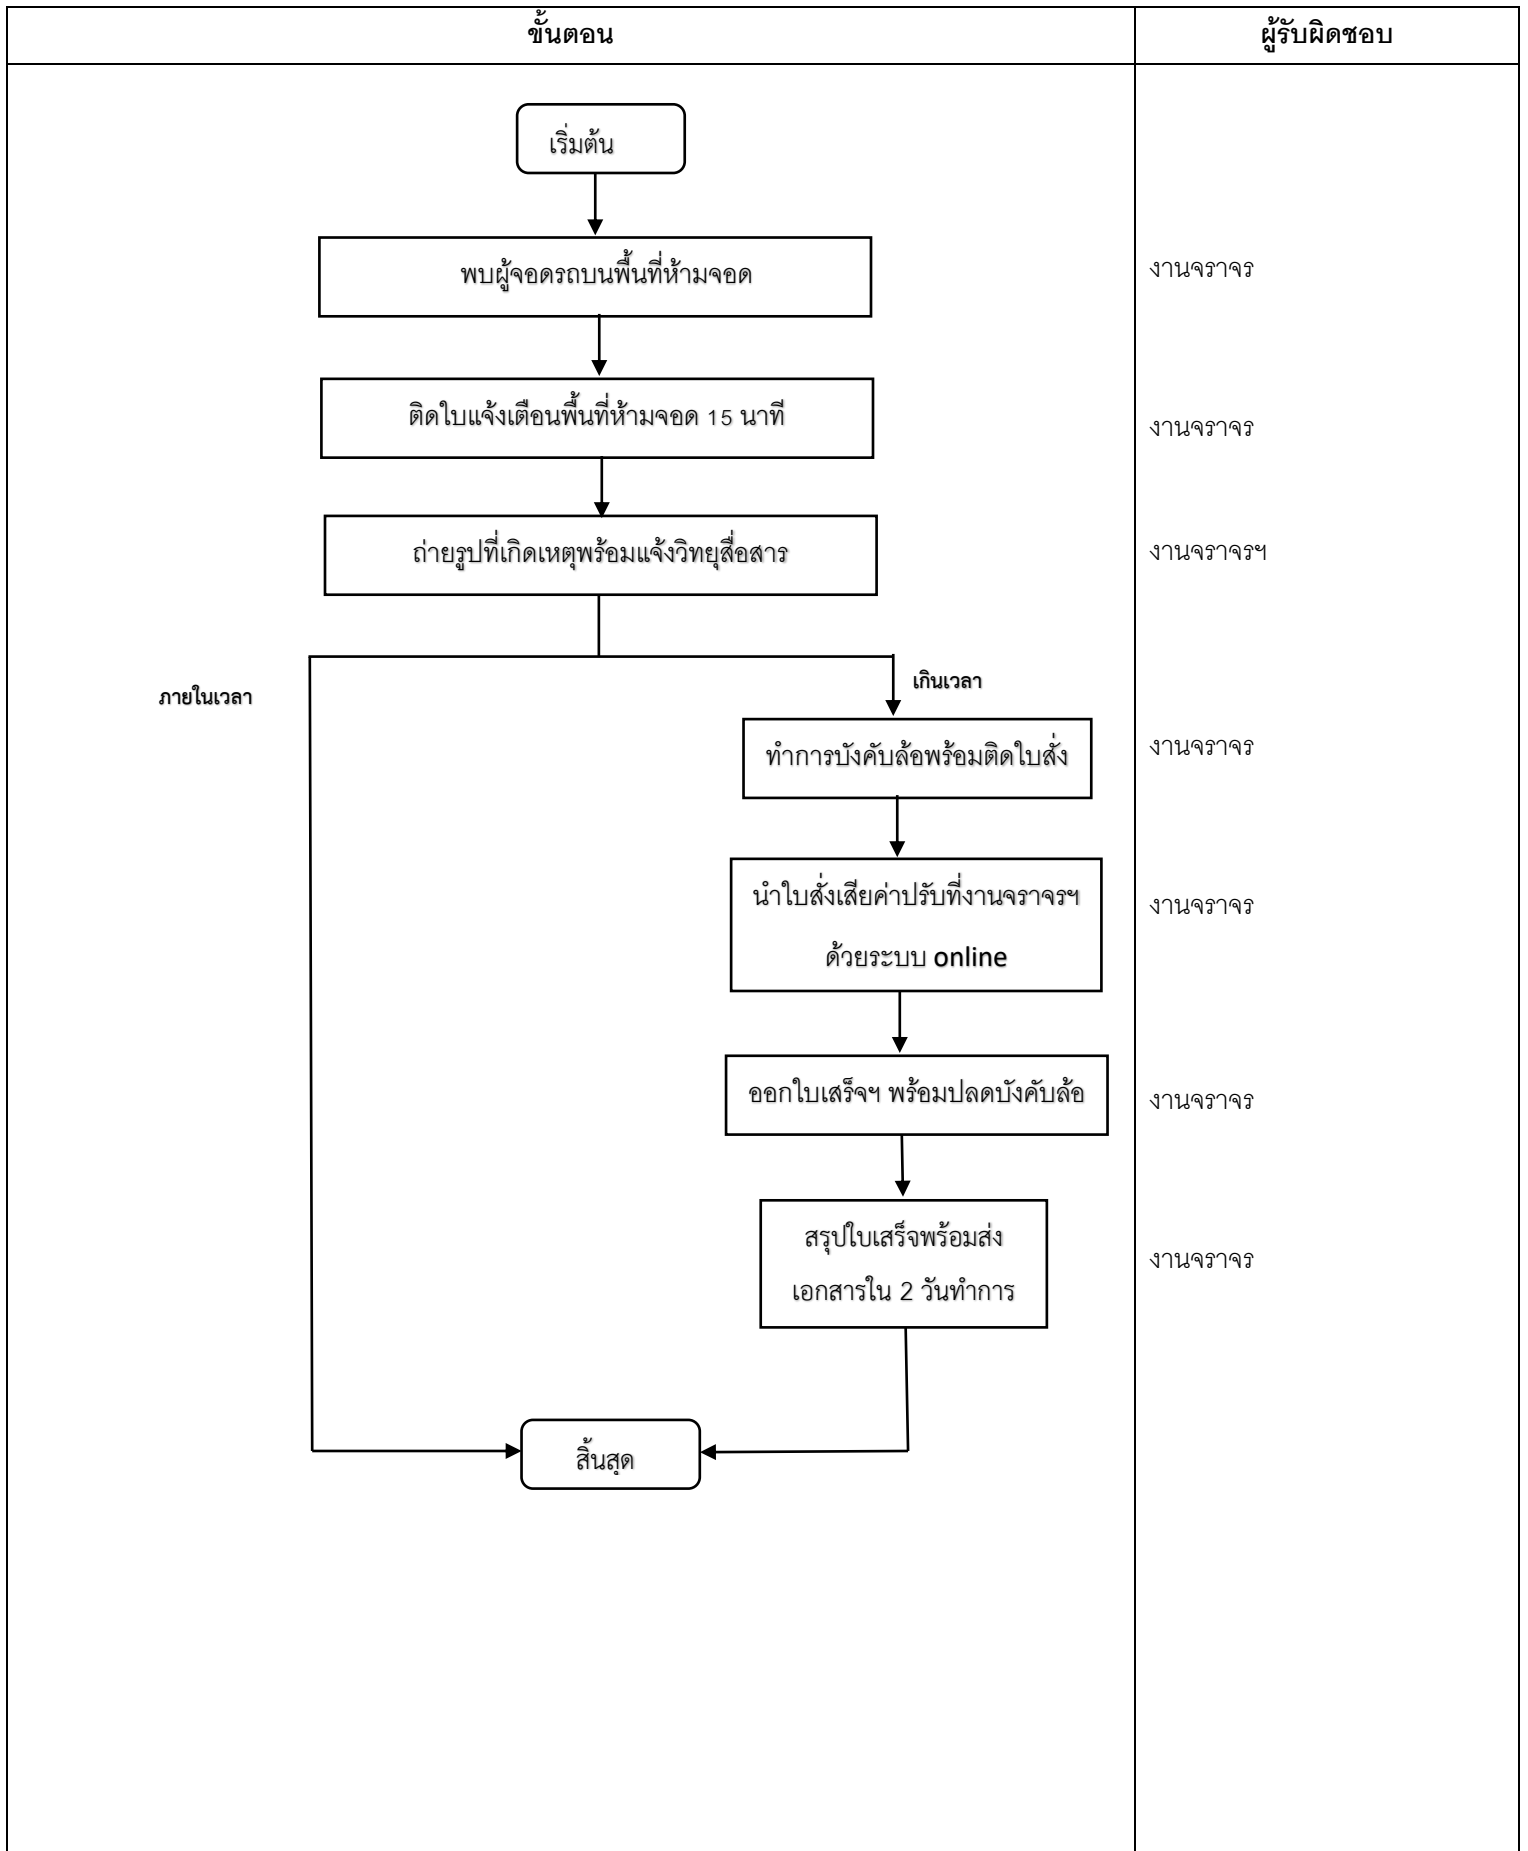 ขั้นตอน
ผู้รับผิดชอบ
เริ่มต้น
พบผู้จอดรถบนพื้นที่ห้ามจอด
งานจราจร
ติดใบแจ้งเตือนพื้นที่ห้ามจอด 15 นาที
งานจราจร
ถ่ายรูปที่เกิดเหตุพร้อมแจ้งวิทยุสื่อสาร
งานจราจรฯ
ภายในเวลา
เกินเวลา
ทำการบังคับล้อพร้อมติดใบสั่ง
งานจราจร
นำใบสั่งเสียค่าปรับที่งานจราจรฯ
ด้วยระบบ online
งานจราจร
ออกใบเสร็จฯ พร้อมปลดบังคับล้อ
งานจราจร
สรุปใบเสร็จพร้อมส่ง
เอกสารใน 2 วันทำการ
งานจราจร
สิ้นสุด